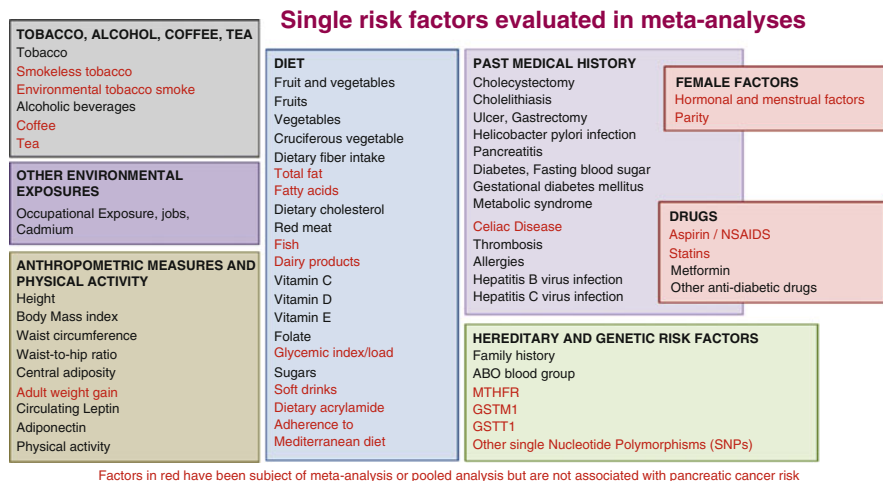 Single risk factors evaluated in meta-analyses
TOBACCO, ALCOHOL, COFFEE, TEA
Tobacco
Smokeless tobacco
Environmental tobacco smoke
Alcoholic beverages
Coffee
Tea
OTHER ENVIRONMENTAL
EXPOSURES
Occupational Exposure, jobs,
Cadmium
ANTHROPOMETRIC MEASURES AND
PHYSICAL ACTIVITY
Height
Body Mass index
Waist circumference
Waist-to-hip ratio
Central adiposity
Adult weight gain
Circulating Leptin
Adiponectin
Physical activity
DIET
Fruit and vegetables
Fruits
Vegetables
Cruciferous vegetable
Dietary fiber intake
Total fat
Fatty acids
Dietary cholesterol
Red meat
Fish
Dairy products
Vitamin C
Vitamin D
Vitamin E
Folate
Glycemic index/load
Sugars
Soft drinks
Dietary acrylamide
Adherence to
Mediterranean diet
PAST MEDICAL HISTORY
Cholecystectomy
Cholelithiasis
Ulcer, Gastrectomy
Helicobacter pylori infection
Pancreatitis
Diabetes, Fasting blood sugar
Gestational diabetes mellitus
Metabolic syndrome
Celiac Disease
Thrombosis
Allergies
Hepatitis B virus infection
Hepatitis C virus infection
FEMALE FACTORS
Hormonal and menstrual factors
Parity
DRUGS
Aspirin / NSAIDS
Statins
Metformin
Other anti-diabetic drugs
HEREDITARY AND GENETIC RISK FACTORS
Family history
ABO blood group
MTHFR
GSTM1
GSTT1
Other single Nucleotide Polymorphisms (SNPs)
Factors in red have been subject of meta-analysis or pooled analysis but are not associated with pancreatic cancer risk